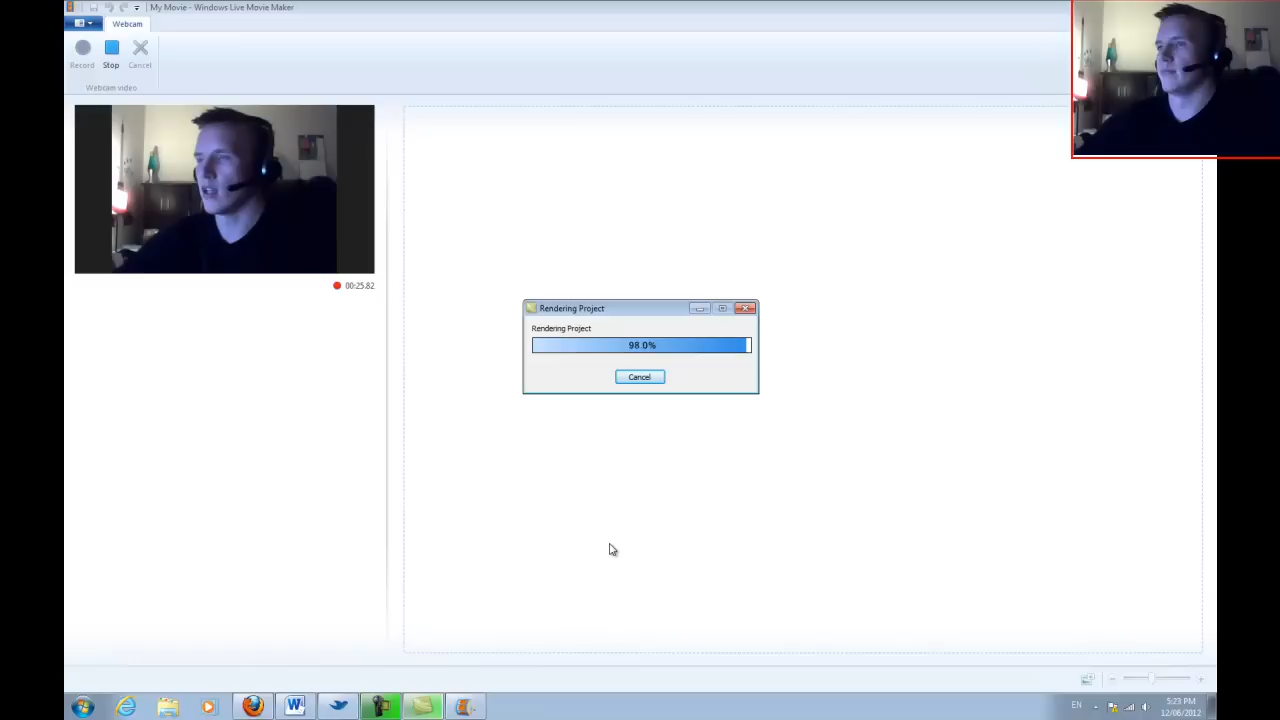 My Movie - Windows Live Movie Maker
Webcam
Record Stop Cancel
Webcam video
00:25.82
Rendering Project
Rendering Project
98.0%
Cancel
EN
5:23 PM
12/06/2012